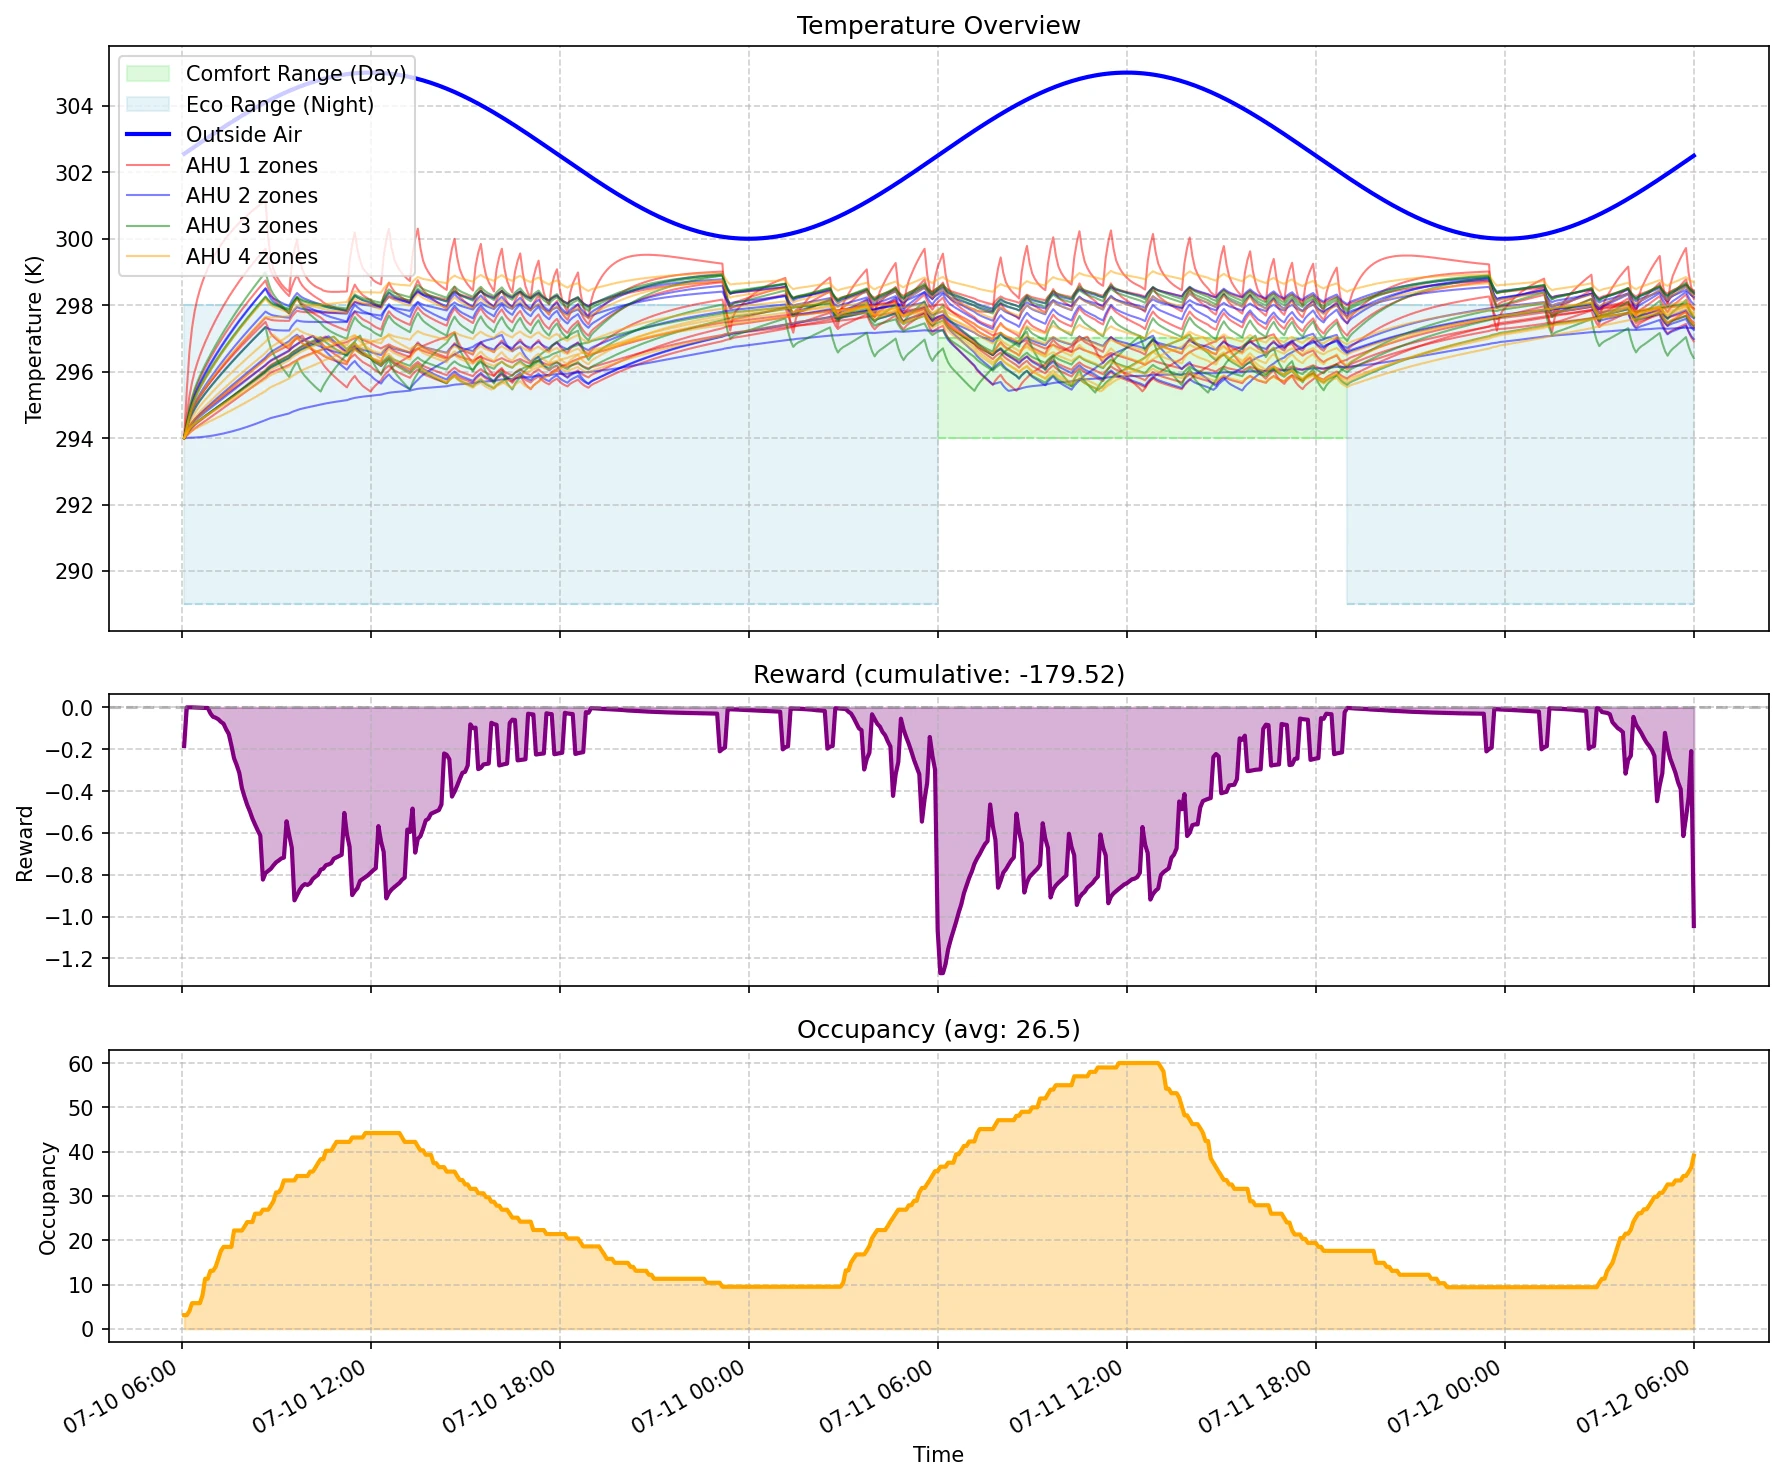 Temperature Overview
Comfort Range (Day)
Eco Range (Night)
Outside Air
AHU 1 zones
AHU 2 zones
AHU 3 zones
AHU 4 zones
Temperature (K)
304
302
300
298
296
294
292
290
Reward (cumulative: -179.52)
Reward
0.0
−0.2
−0.4
−0.6
−0.8
−1.0
−1.2
Occupancy (avg: 26.5)
Occupancy
60
50
40
30
20
10
0
07-10 06:00
07-10 12:00
07-10 18:00
07-11 00:00
07-11 06:00
07-11 12:00
07-11 18:00
07-12 00:00
07-12 06:00
Time